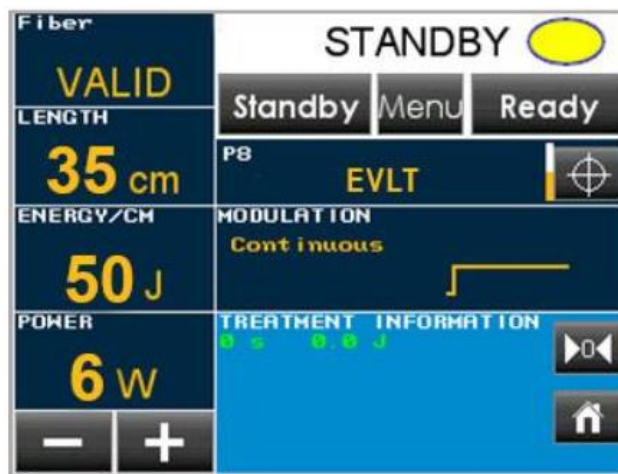 Fiber
VALID
STANDBY
Standby Menu Ready
LENGTH
35 cm
P8
EVLT
ENERGY/CM
50 J
MODULATION
Continuous
POWER
6 W
TREATMENT INFORMATION
0 s 0.0 J
▶0◀
− +